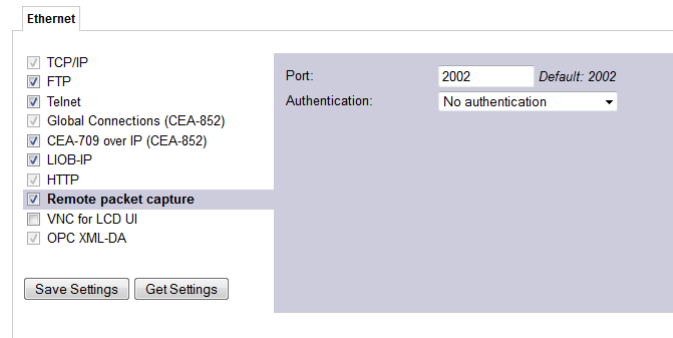 Ethernet
TCP/IP
FTP
Telnet
Global Connections (CEA-852)
CEA-709 over IP (CEA-852)
LIOB-IP
HTTP
Remote packet capture
VNC for LCD UI
OPC XML-DA
Save Settings Get Settings
Port: 2002 Default: 2002
Authentication: No authentication